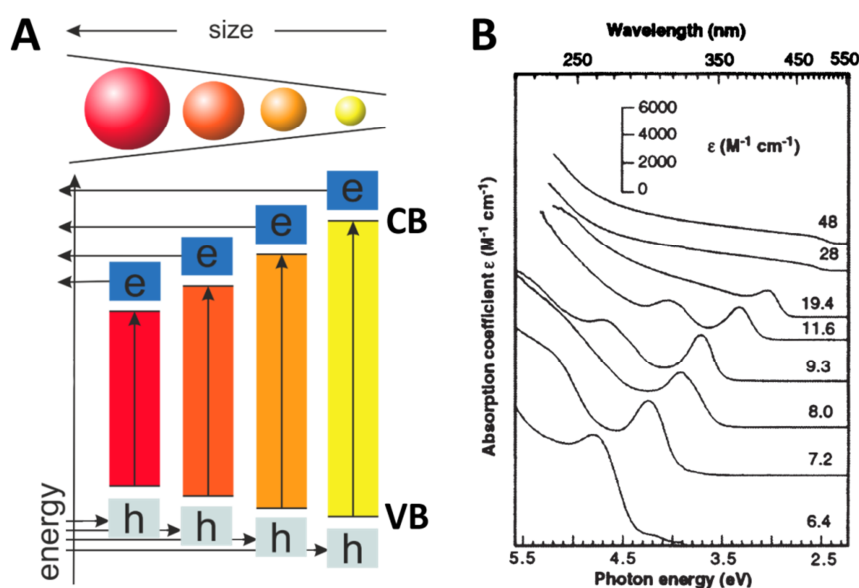 A
size
e
e
e
e
CB
h
h
h
h
VB
energy
B
Wavelength (nm)
250 350 450 550
6000
4000
2000
0
ε (M-1 cm-1)
48
28
19.4
11.6
9.3
8.0
7.2
6.4
Absorption coefficient ε (M-1 cm-1)
5.5 4.5 3.5 2.5
Photon energy (eV)